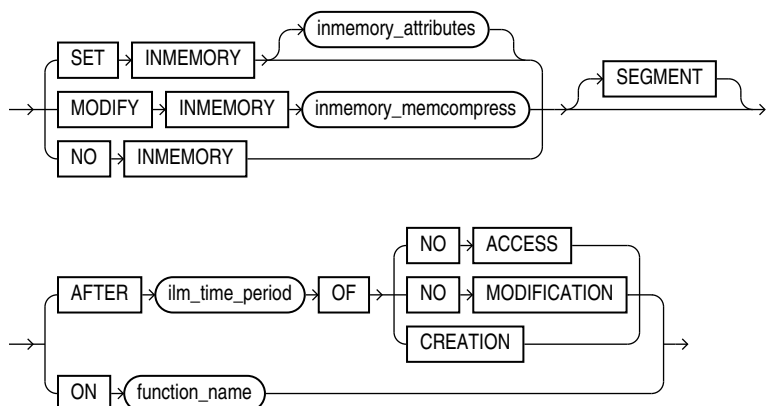 inmemory_attributes
SET INMEMORY
SEGMENT
MODIFY INMEMORY inmemory_memcompress
NO INMEMORY
NO ACCESS
AFTER ilm_time_period OF NO MODIFICATION
CREATION
ON function_name